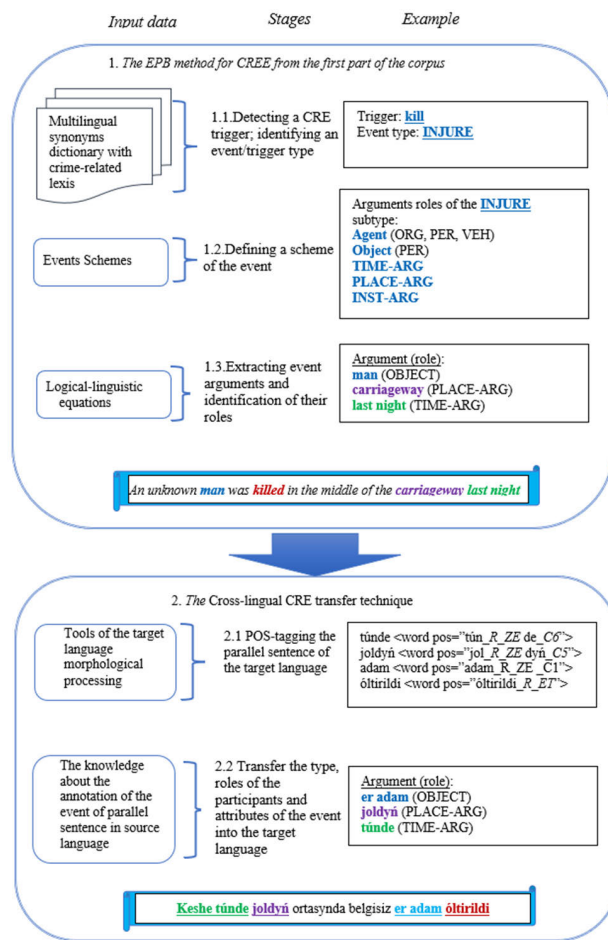 Input data Stages Example
1. The EPB method for CREE from the first part of the corpus
Multilingual
synonyms
dictionary with
crime-related
lexis
1.1.Detecting a CRE
trigger; identifying an
event/trigger type
Trigger: kill
Event type: INJURE
Events Schemes
1.2.Defining a scheme
of the event
Arguments roles of the INJURE
subtype:
Agent (ORG, PER, VEH)
Object (PER)
TIME-ARG
PLACE-ARG
INST-ARG
Logical-linguistic
equations
1.3.Extracting event
arguments and
identification of their
roles
Argument (role):
man (OBJECT)
carriageway (PLACE-ARG)
last night (TIME-ARG)
An unknown man was killed in the middle of the carriageway last night
2. The Cross-lingual CRE transfer technique
Tools of the target
language
morphological
processing
2.1 POS-tagging the
parallel sentence of
the target language
túnde <word pos="tún_R_ZE de_C6">
joldyń <word pos="jol_R_ZE dyń_C5">
adam <word pos="adam_R_ZE _C1">
óltirildi <word pos="óltirildi_R_ET">
The knowledge
about the
annotation of the
event of parallel
sentence in source
language
2.2 Transfer the type,
roles of the
participants and
attributes of the event
into the target
language
Argument (role):
er adam (OBJECT)
joldyń (PLACE-ARG)
túnde (TIME-ARG)
Keshe túnde joldyń ortasynda belgisiz er adam óltirildi